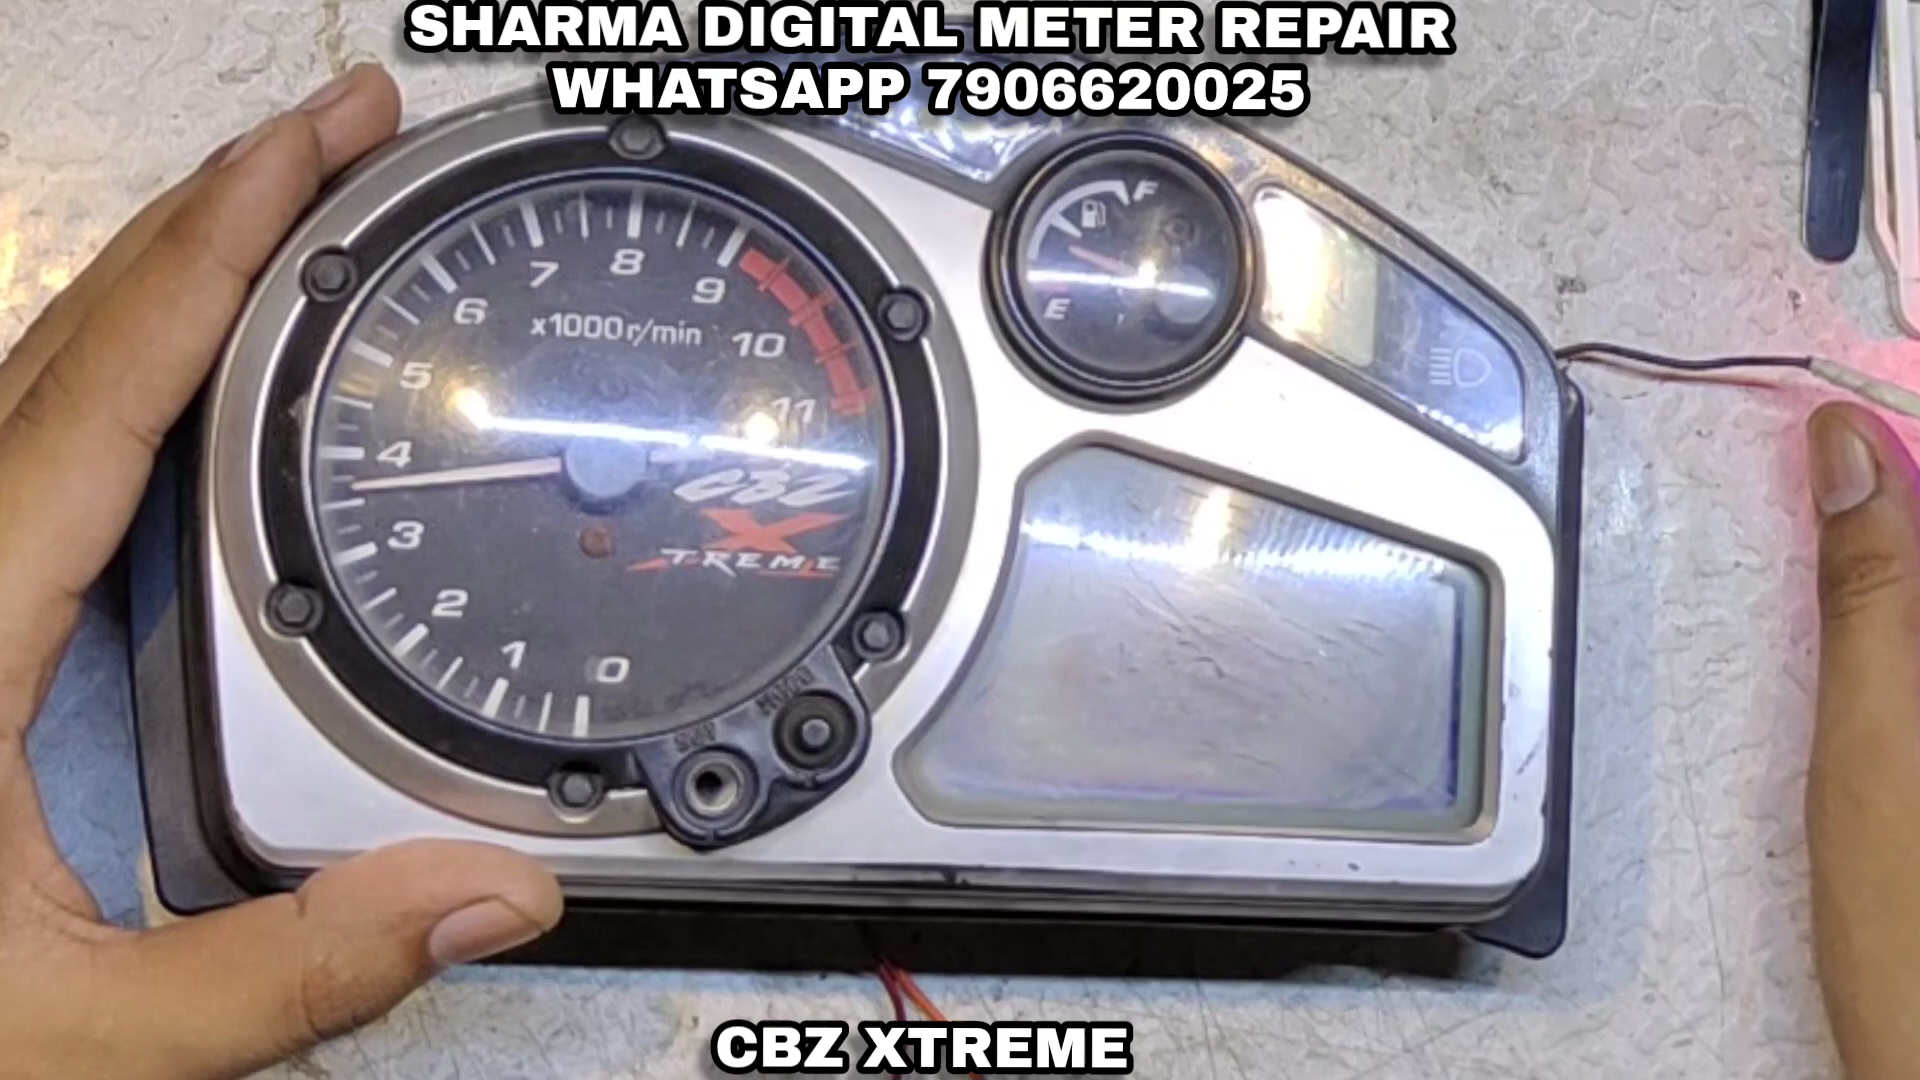 SHARMA DIGITAL METER REPAIR
WHATSAPP 7906620025
F
E
7 8 9
6 x1000r/min 10
5 11
4 CBZ
3 X
TREME
2
1 0
CBZ XTREME